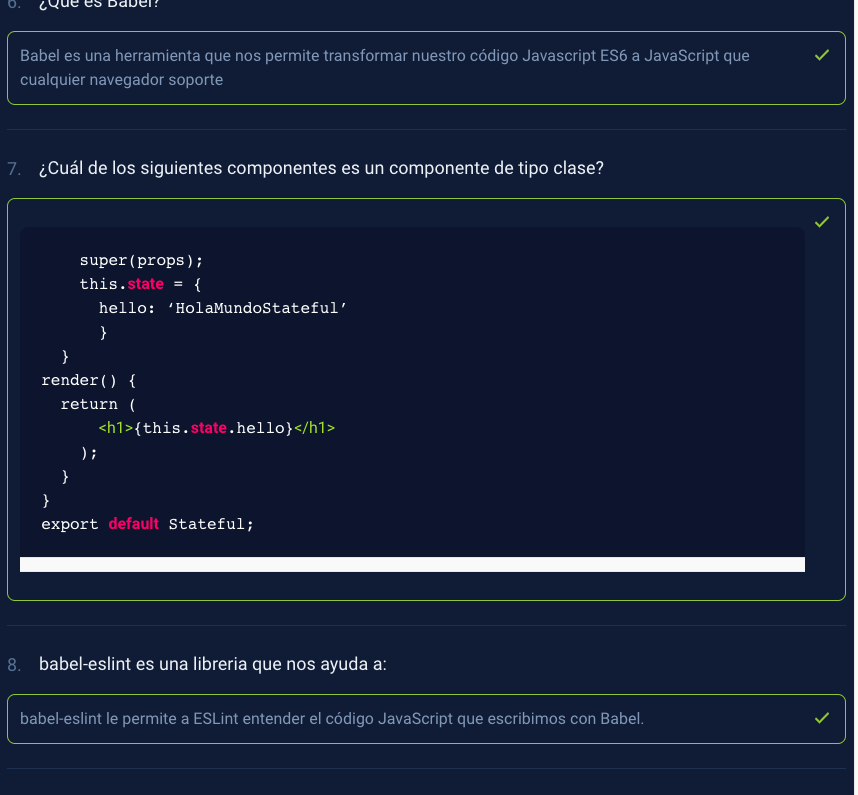 6. ¿Qué es Babel?
Babel es una herramienta que nos permite transformar nuestro código Javascript ES6 a JavaScript que
cualquier navegador soporte
7. ¿Cuál de los siguientes componentes es un componente de tipo clase?
super(props);
this.state = {
hello: ‘HolaMundoStateful’
}
}
render() {
return (
<h1>{this.state.hello}</h1>
);
}
}
export default Stateful;
8. babel-eslint es una libreria que nos ayuda a:
babel-eslint le permite a ESLint entender el código JavaScript que escribimos con Babel.